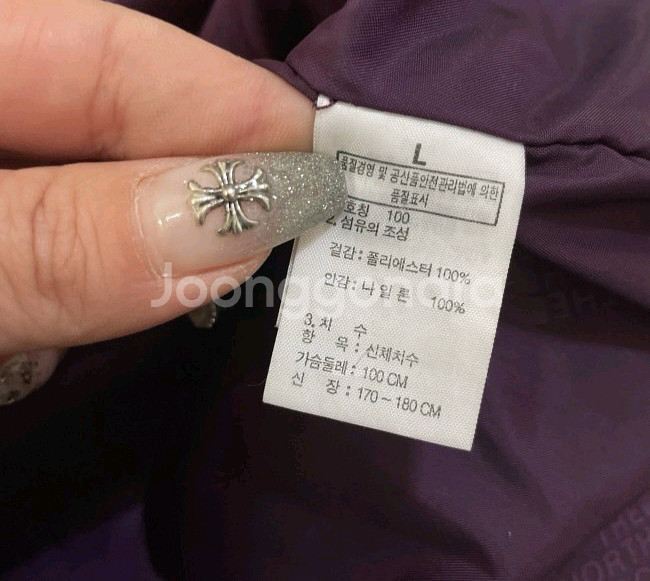 L
품질경영 및 공산품안전관리법에 의한
품질표시
호칭 100
2. 섬유의 조성
겉감 : 폴리에스터 100%
안감 : 나 일 론 100%
3. 치 수
항 목 : 신체치수
가슴둘레 : 100 CM
신 장 : 170 ~ 180 CM
Joonggonara
THE
NORTH